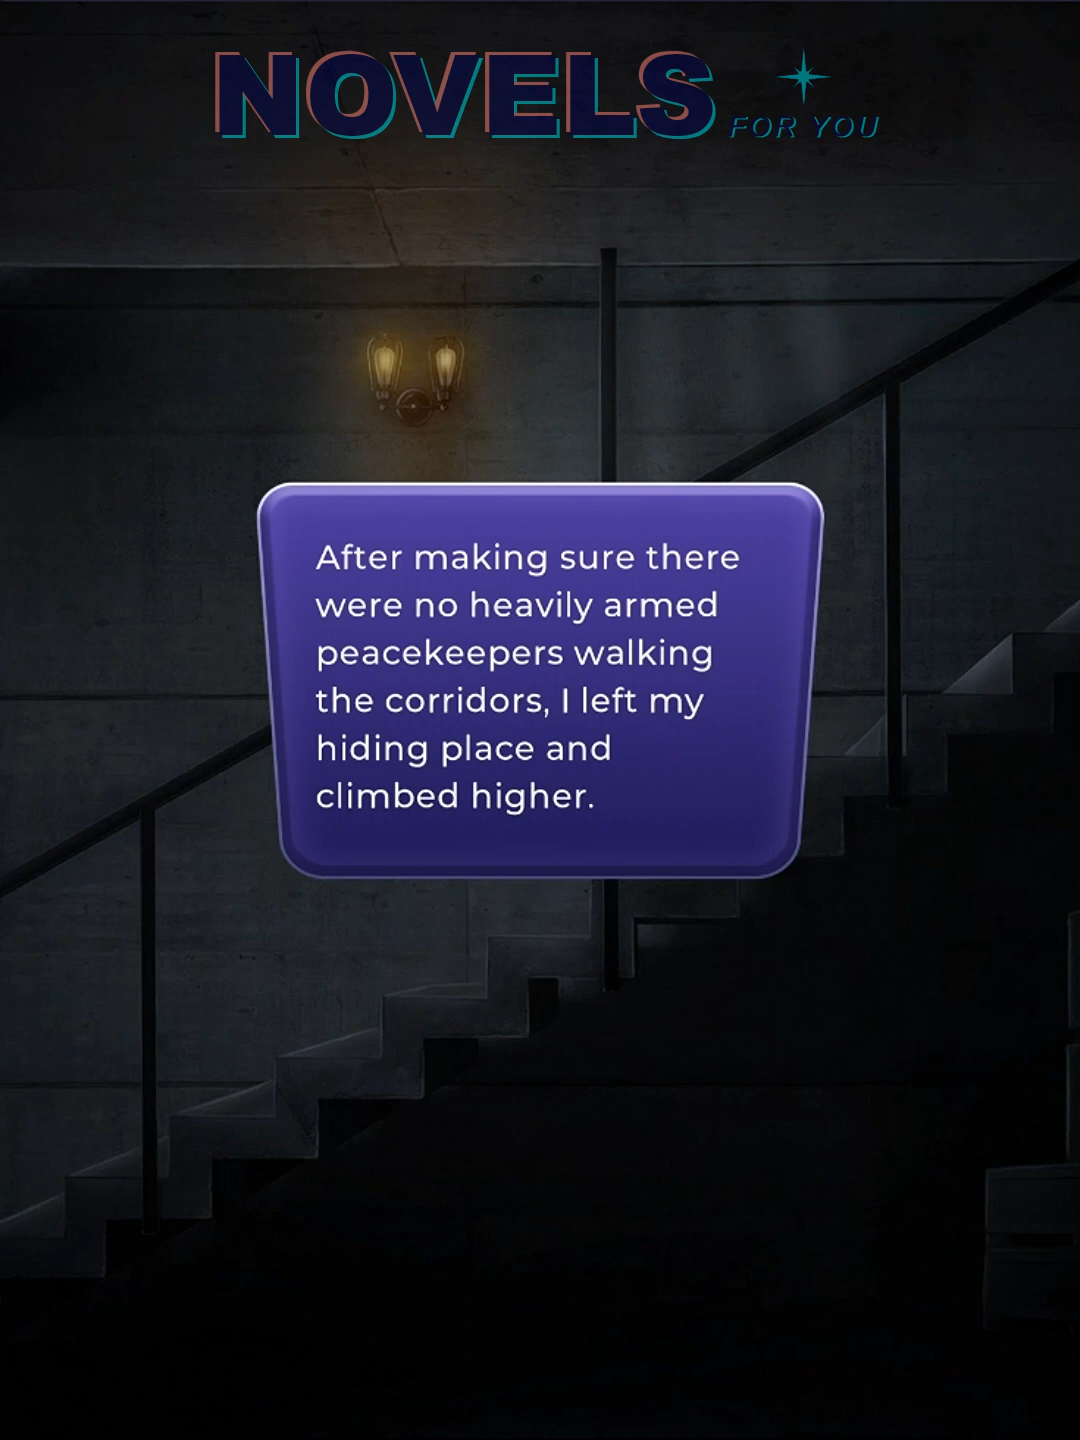 NOVELS
FOR YOU
After making sure there
were no heavily armed
peacekeepers walking
the corridors, I left my
hiding place and
climbed higher.